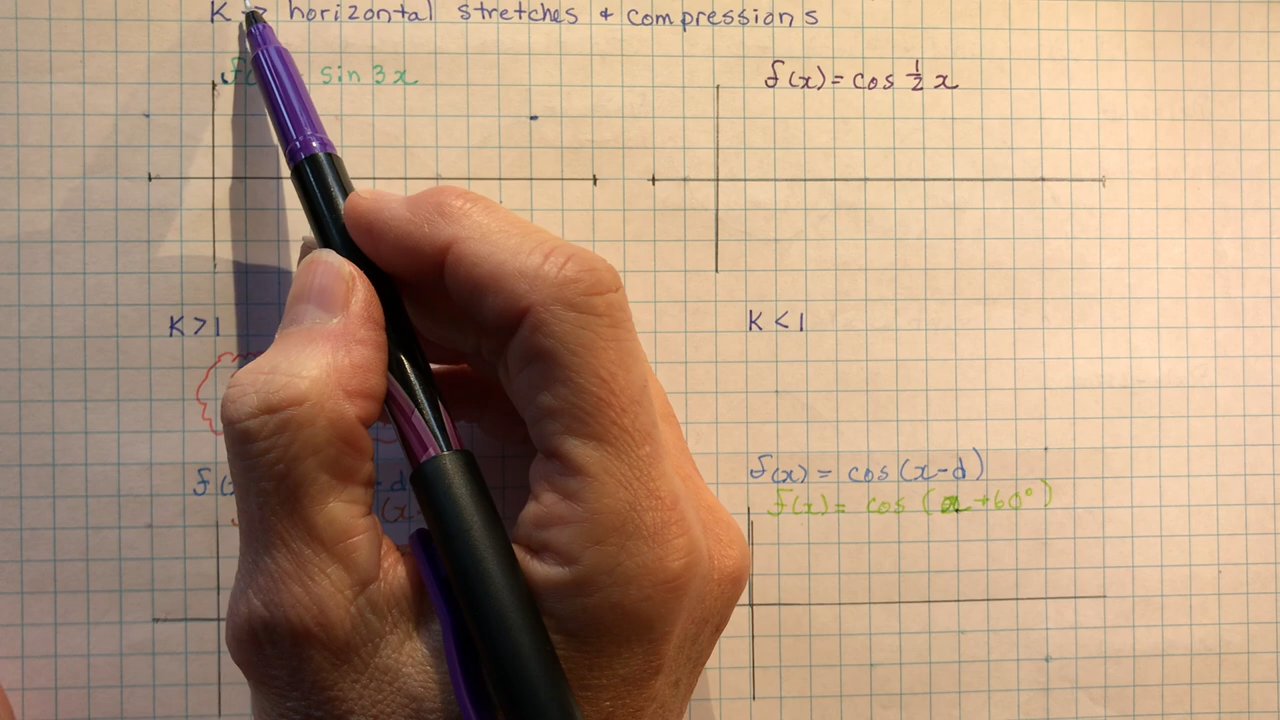 K → horizontal stretches & compressions
f( sin 3x
f(x) = cos ½ x
K > 1
K < 1
f( d
(x
f(x) = cos (x-d)
f(x) = cos (x +60°)